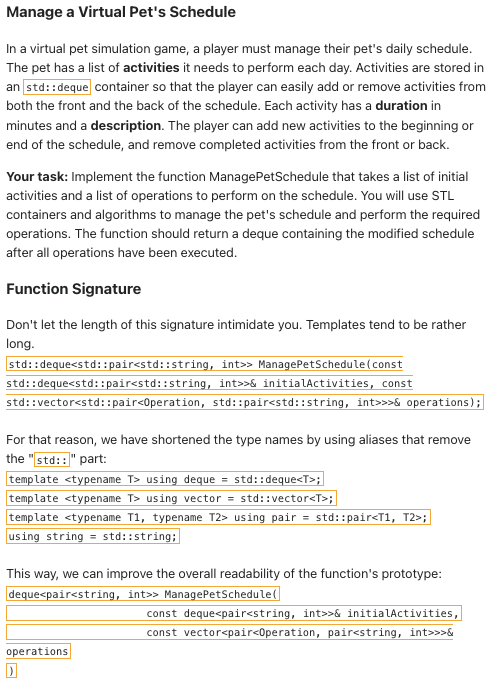 Manage a Virtual Pet's Schedule
In a virtual pet simulation game, a player must manage their pet's daily schedule.
The pet has a list of activities it needs to perform each day. Activities are stored in
an std::deque container so that the player can easily add or remove activities from
both the front and the back of the schedule. Each activity has a duration in
minutes and a description. The player can add new activities to the beginning or
end of the schedule, and remove completed activities from the front or back.
Your task: Implement the function ManagePetSchedule that takes a list of initial
activities and a list of operations to perform on the schedule. You will use STL
containers and algorithms to manage the pet's schedule and perform the required
operations. The function should return a deque containing the modified schedule
after all operations have been executed.
Function Signature
Don't let the length of this signature intimidate you. Templates tend to be rather
long.
std::deque<std::pair<std::string, int>> ManagePetSchedule(const
std::deque<std::pair<std::string, int>>& initialActivities, const
std::vector<std::pair<Operation, std::pair<std::string, int>>>& operations);
For that reason, we have shortened the type names by using aliases that remove
the "std::" part:
template <typename T> using deque = std::deque<T>;
template <typename T> using vector = std::vector<T>;
template <typename T1, typename T2> using pair = std::pair<T1, T2>;
using string = std::string;
This way, we can improve the overall readability of the function's prototype:
deque<pair<string, int>> ManagePetSchedule(
const deque<pair<string, int>>& initialActivities,
const vector<pair<Operation, pair<string, int>>>&
operations
)